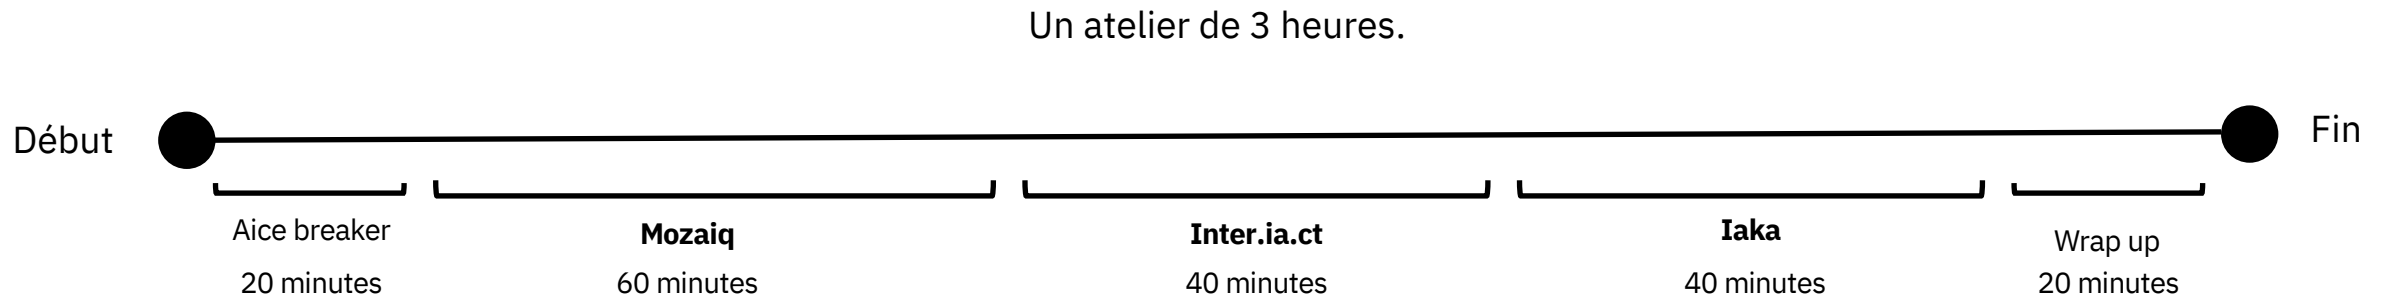 Un atelier de 3 heures.
Début
Fin
Aice breaker
20 minutes
Mozaiq
60 minutes
Inter.ia.ct
40 minutes
Iaka
40 minutes
Wrap up
20 minutes